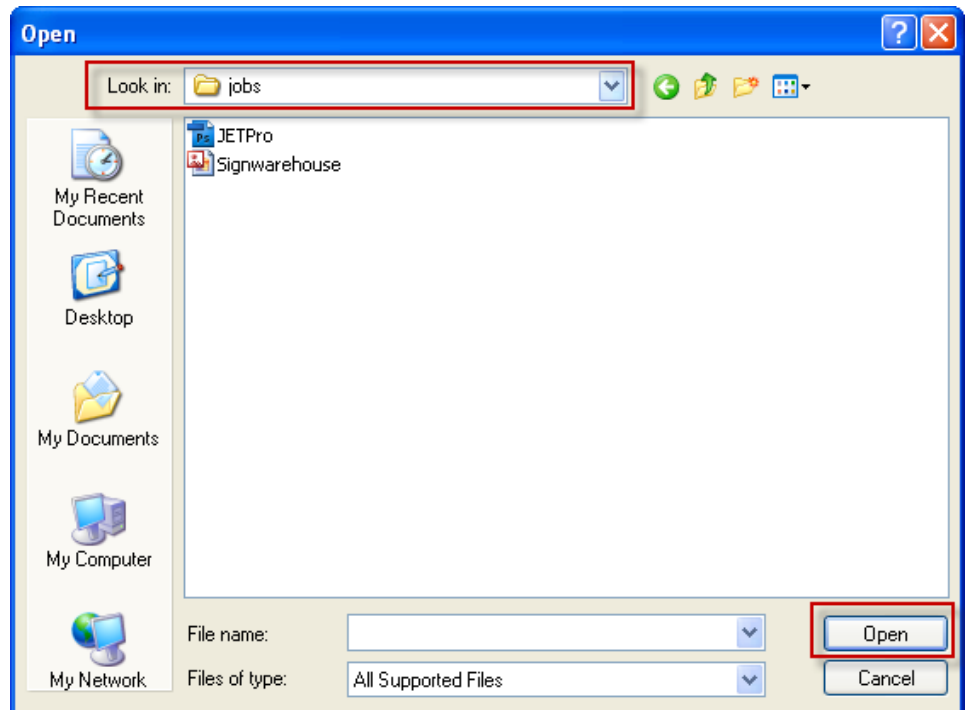 Open
Look in: jobs
JETPro
Signwarehouse
My Recent
Documents
Desktop
My Documents
My Computer
My Network
File name:
Open
Files of type: All Supported Files
Cancel